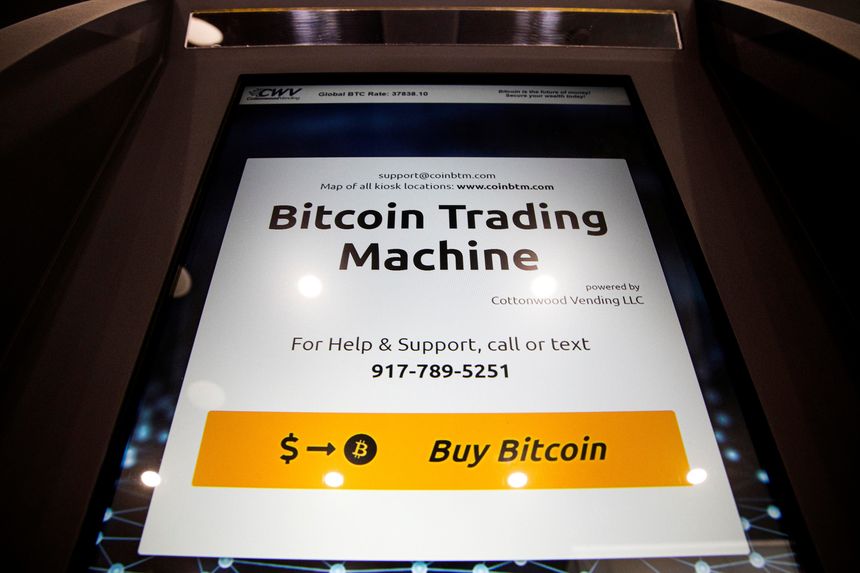 CWV
CottonwoodVending
Global BTC Rate: 37838.10
Bitcoin is the future of money!
Secure your wealth today!
support@coinbtm.com
Map of all kiosk locations: www.coinbtm.com
Bitcoin Trading
Machine
powered by
Cottonwood Vending LLC
For Help & Support, call or text
917-789-5251
$ → ₿ Buy Bitcoin